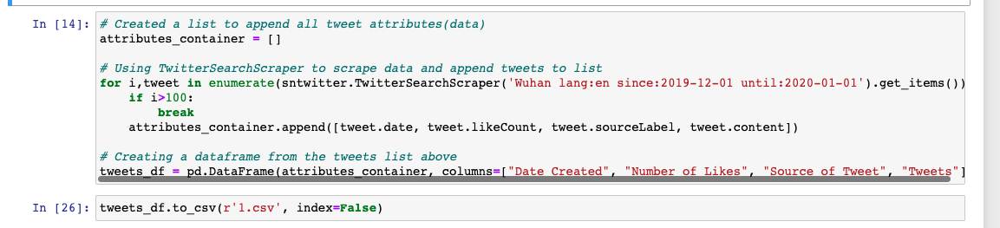 In [14]: # Created a list to append all tweet attributes(data)
attributes_container = []
# Using TwitterSearchScraper to scrape data and append tweets to list
for i,tweet in enumerate(sntwitter.TwitterSearchScraper('Wuhan lang:en since:2019-12-01 until:2020-01-01').get_items())
if i>100:
break
attributes_container.append([tweet.date, tweet.likeCount, tweet.sourceLabel, tweet.content])
# Creating a dataframe from the tweets list above
tweets_df = pd.DataFrame(attributes_container, columns=["Date Created", "Number of Likes", "Source of Tweet", "Tweets"]
In [26]: tweets_df.to_csv(r'1.csv', index=False)